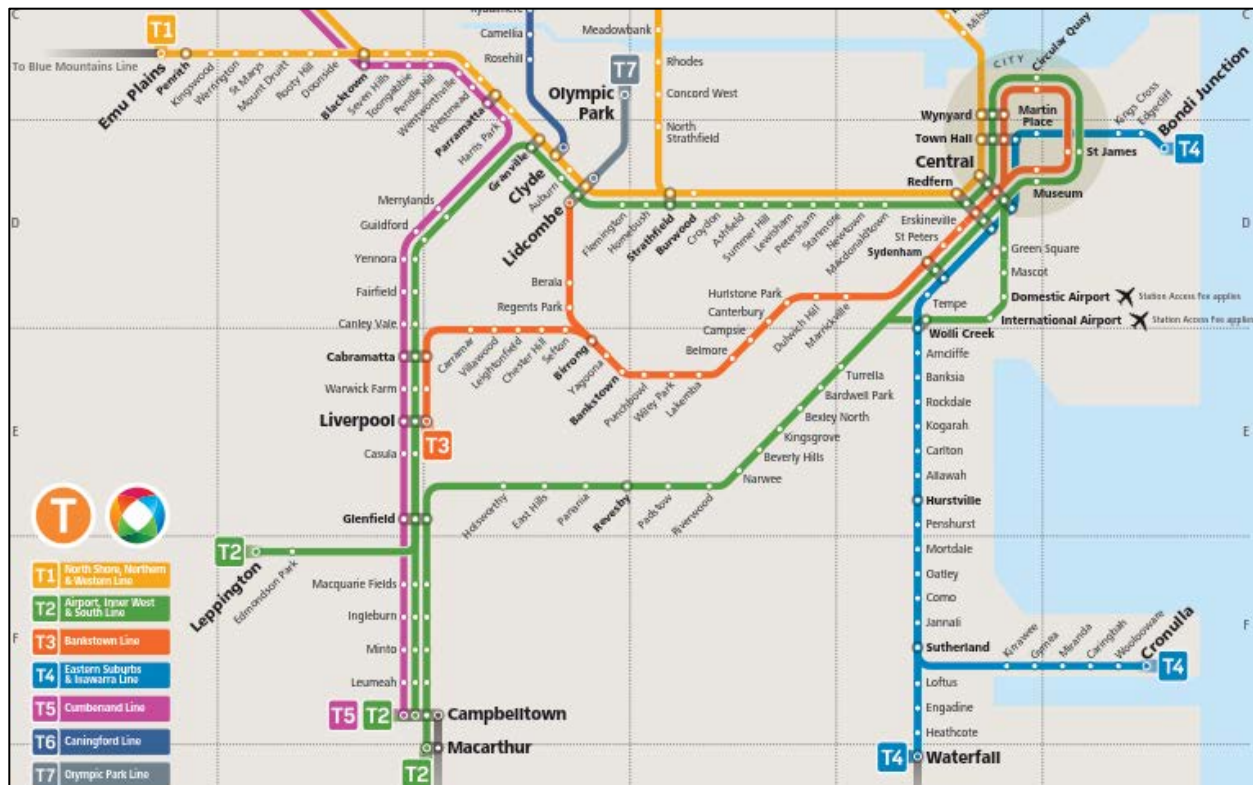 C
T1
To Blue Mountains Line
Emu Plains
Penrith
Kingswood
Werrington
St Marys
Mount Druitt
Rooty Hill
Doonside
Blacktown
Seven Hills
Toongabbie
Pendle Hill
Wentworthville
Westmead
Parramatta
Harris Park
Granville
Clyde
Auburn
Lidcombe
Camellia
Rosehill
T7
Olympic
Park
Meadowbank
Rhodes
Concord West
North
Strathfield
CITY
Circular Quay
C
Wynyard
Town Hall
Central
Redfern
Martin
Place
St James
Museum
Kings Cross
Edgecliff
Bondi Junction
T4
D
D
Merrylands
Guildford
Yennora
Fairfield
Canley Vale
Cabramatta
Warwick Farm
Liverpool
T3
Casula
Glenfield
Flemington
Homebush
Strathfield
Burwood
Croydon
Ashfield
Summer Hill
Lewisham
Petersham
Stanmore
Newtown
Macdonaldtown
Erskineville
St Peters
Sydenham
Green Square
Mascot
Domestic Airport Station Access Fee applies
International Airport Station Access Fee applies
Berala
Regents Park
Carramar
Villawood
Leightonfield
Chester Hill
Sefton
Birrong
Yagoona
Bankstown
Punchbowl
Wiley Park
Lakemba
Belmore
Campsie
Canterbury
Hurlstone Park
Dulwich Hill
Marrickville
Tempe
Wolli Creek
Arncliffe
Banksia
Rockdale
Kogarah
Carlton
Allawah
Hurstville
Penshurst
Mortdale
Oatley
Como
Jannali
Sutherland
Loftus
Engadine
Heathcote
T4
Waterfall
Kirrawee
Gymea
Miranda
Caringbah
Woolooware
Cronulla
T4
Turrella
Bardwell Park
Bexley North
Kingsgrove
Beverly Hills
Narwee
Riverwood
Padstow
Revesby
Panania
East Hills
Holsworthy
E
E
T2
Leppington
Edmondson Park
Macquarie Fields
Ingleburn
Minto
Leumeah
T5
T2
Campbelltown
Macarthur
T2
F
F
T
T1 North Shore, Northern
& Western Line
T2 Airport, Inner West
& South Line
T3 Bankstown Line
T4 Eastern Suburbs
& Illawarra Line
T5 Cumberland Line
T6 Carlingford Line
T7 Olympic Park Line